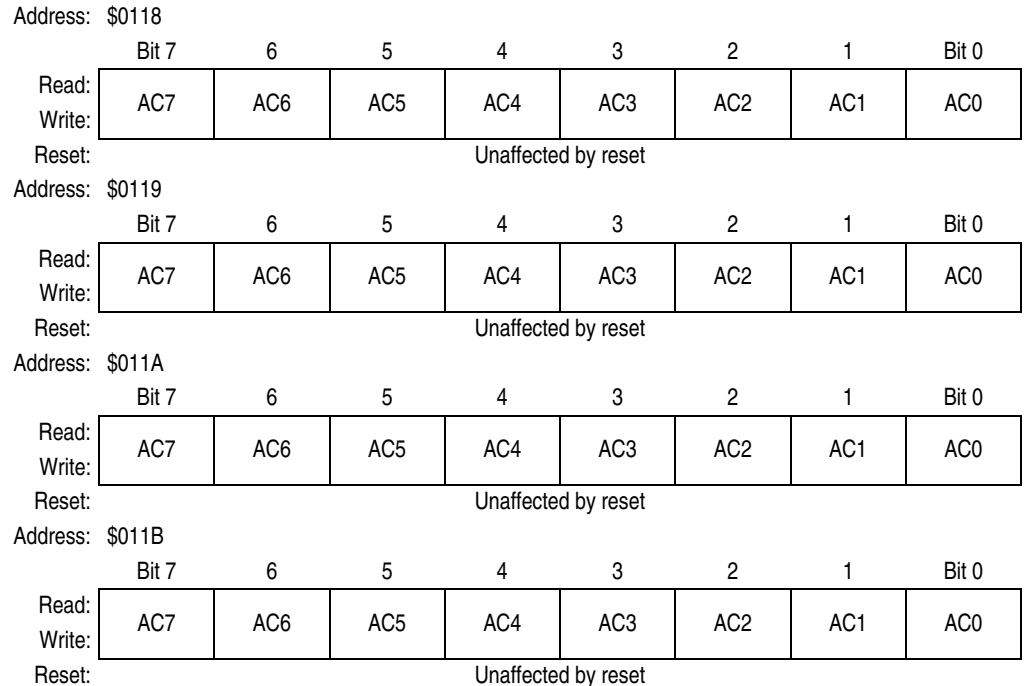 Address: $0118
Bit 7 6 5 4 3 2 1 Bit 0
Read:
AC7 AC6 AC5 AC4 AC3 AC2 AC1 AC0
Write:
Reset: Unaffected by reset
Address: $0119
Bit 7 6 5 4 3 2 1 Bit 0
Read:
AC7 AC6 AC5 AC4 AC3 AC2 AC1 AC0
Write:
Reset: Unaffected by reset
Address: $011A
Bit 7 6 5 4 3 2 1 Bit 0
Read:
AC7 AC6 AC5 AC4 AC3 AC2 AC1 AC0
Write:
Reset: Unaffected by reset
Address: $011B
Bit 7 6 5 4 3 2 1 Bit 0
Read:
AC7 AC6 AC5 AC4 AC3 AC2 AC1 AC0
Write:
Reset: Unaffected by reset